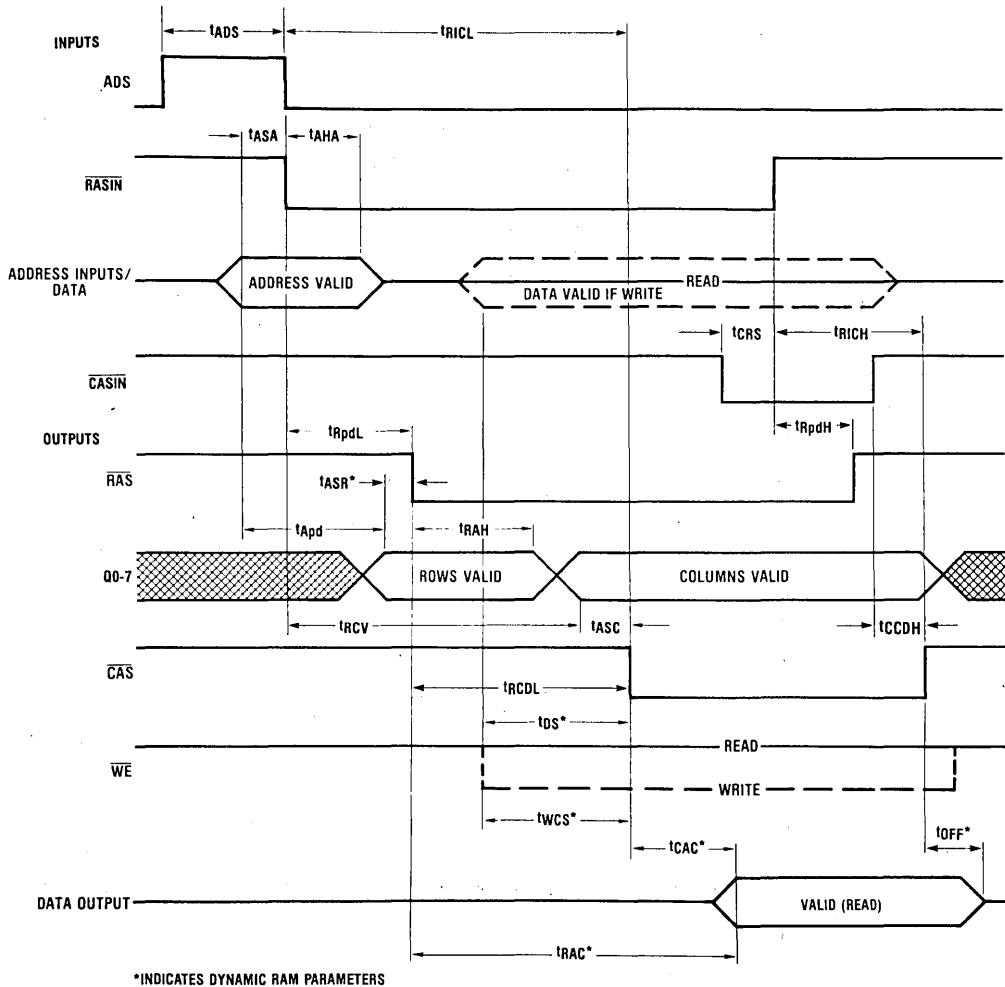 tADS
tRICL
INPUTS
ADS
tASA
tAHA
RASIN
ADDRESS INPUTS/
DATA
ADDRESS VALID
READ
DATA VALID IF WRITE
tCRS
tRICH
CASIN
tRpdL
tRpdH
OUTPUTS
RAS
tASR*
tApd
tRAH
Q0-7
ROWS VALID
COLUMNS VALID
tRCV
tASC
tCCDH
CAS
tRCDL
tDS*
READ
WE
WRITE
tWCS*
tCAC*
tOFF*
DATA OUTPUT
VALID (READ)
tRAC*
*INDICATES DYNAMIC RAM PARAMETERS